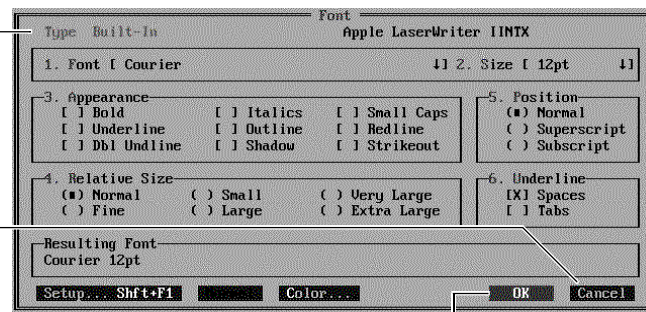 Font
Type Built-In Apple LaserWriter IINTX
1. Font [ Courier ↓] 2. Size [ 12pt ↓]
3. Appearance 5. Position
[ ] Bold [ ] Italics [ ] Small Caps (■) Normal
[ ] Underline [ ] Outline [ ] Redline ( ) Superscript
[ ] Dbl Undline [ ] Shadow [ ] Strikeout ( ) Subscript
4. Relative Size 6. Underline
(■) Normal ( ) Small ( ) Very Large [X] Spaces
( ) Fine ( ) Large ( ) Extra Large [ ] Tabs
Resulting Font
Courier 12pt
Setup... Shft+F1 Color... OK Cancel